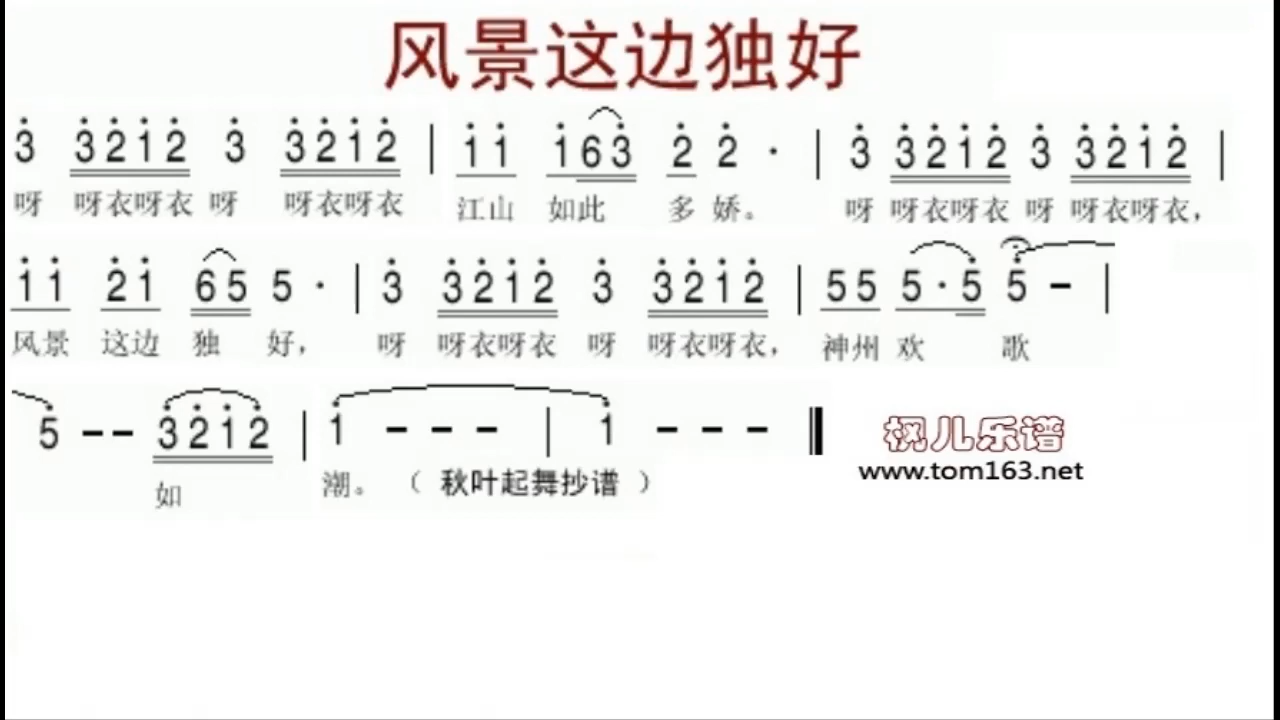 风景这边独好
3 3212 3 3212 | 11 163 2 2 · | 3 3212 3 3212 |
呀 呀衣呀衣 呀 呀衣呀衣 江山 如此 多 娇。 呀 呀衣呀衣 呀 呀衣呀衣，
11 21 65 5 · | 3 3212 3 3212 | 55 5·5 5 - |
风景 这边 独 好， 呀 呀衣呀衣 呀 呀衣呀衣， 神州 欢 歌
5 -- 3212 | 1 - - - | 1 - - -
枫儿乐谱
www.tom163.net
如 潮。（ 秋叶起舞抄谱 ）